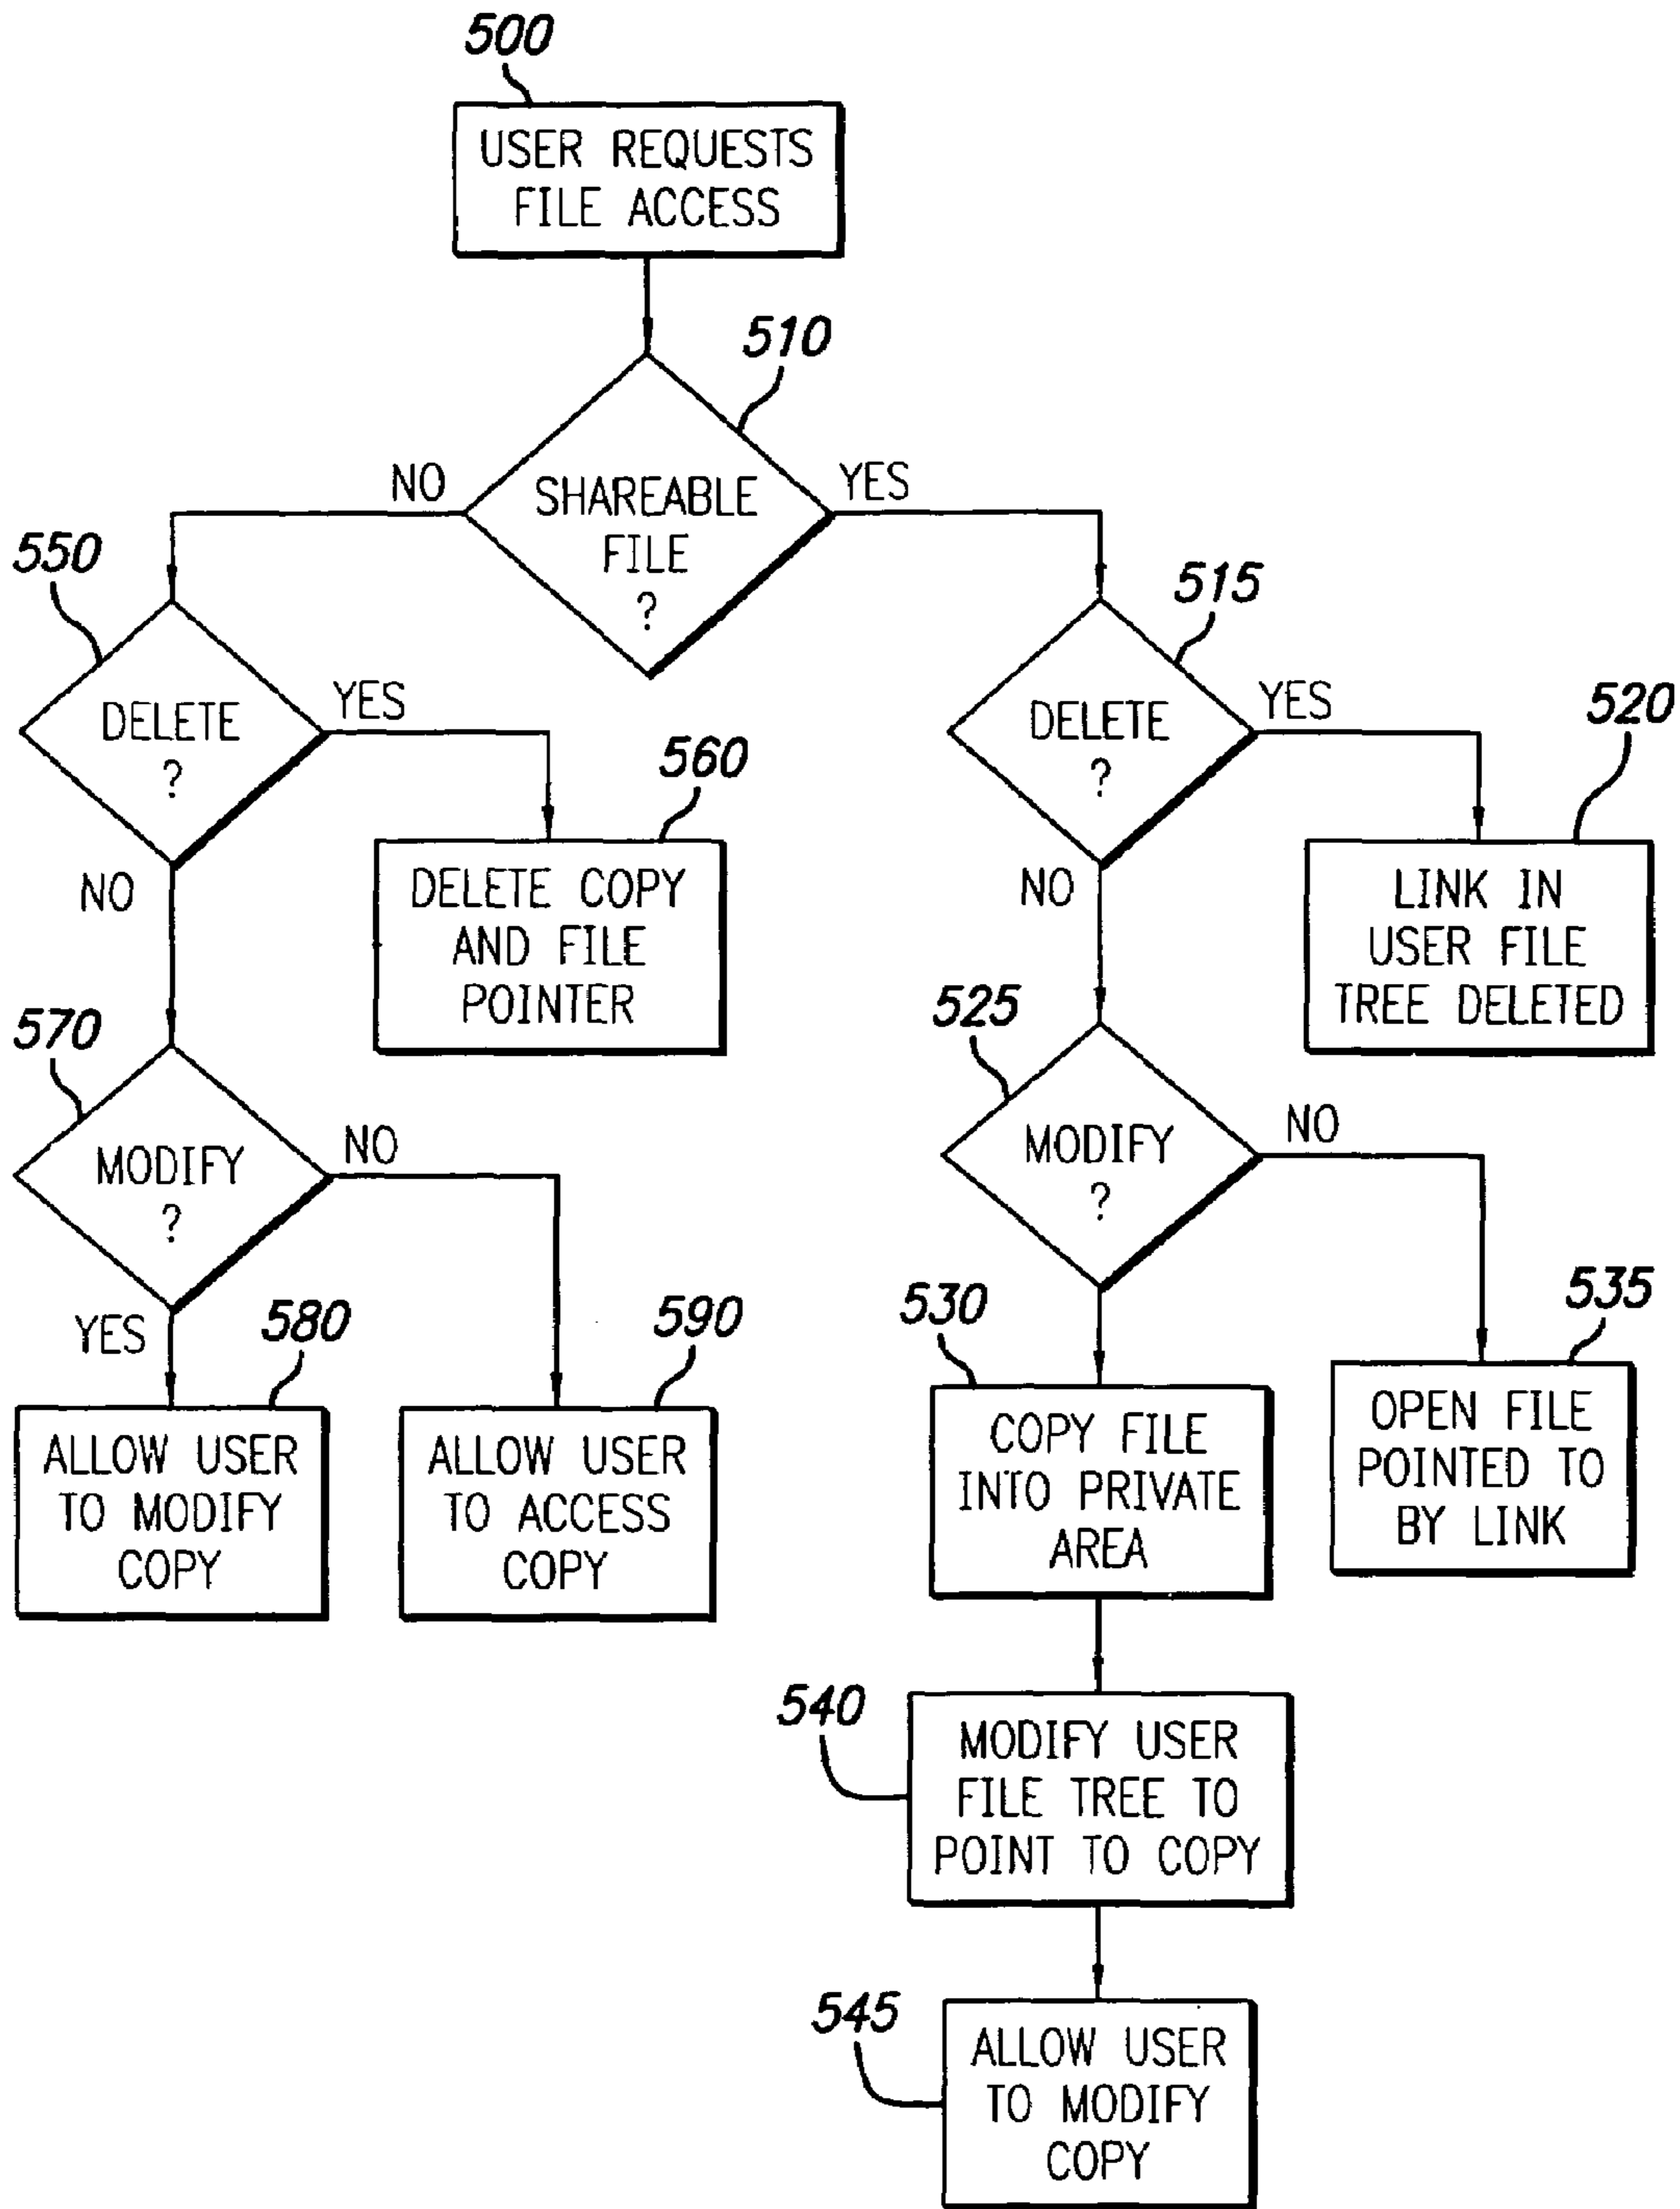 500
USER REQUESTS
FILE ACCESS
510
NO
SHAREABLE
FILE
?
YES
550
DELETE
?
YES
NO
515
DELETE
?
YES
NO
560
DELETE COPY
AND FILE
POINTER
520
LINK IN
USER FILE
TREE DELETED
570
MODIFY
?
NO
YES
525
MODIFY
?
NO
580
ALLOW USER
TO MODIFY
COPY
590
ALLOW USER
TO ACCESS
COPY
530
COPY FILE
INTO PRIVATE
AREA
535
OPEN FILE
POINTED TO
BY LINK
540
MODIFY USER
FILE TREE TO
POINT TO COPY
545
ALLOW USER
TO MODIFY
COPY